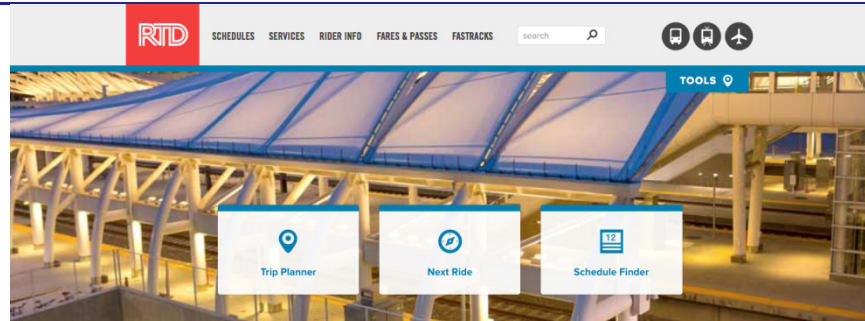 RTD
SCHEDULES SERVICES RIDER INFO FARES & PASSES FASTRACKS search
TOOLS
12
Trip Planner Next Ride Schedule Finder